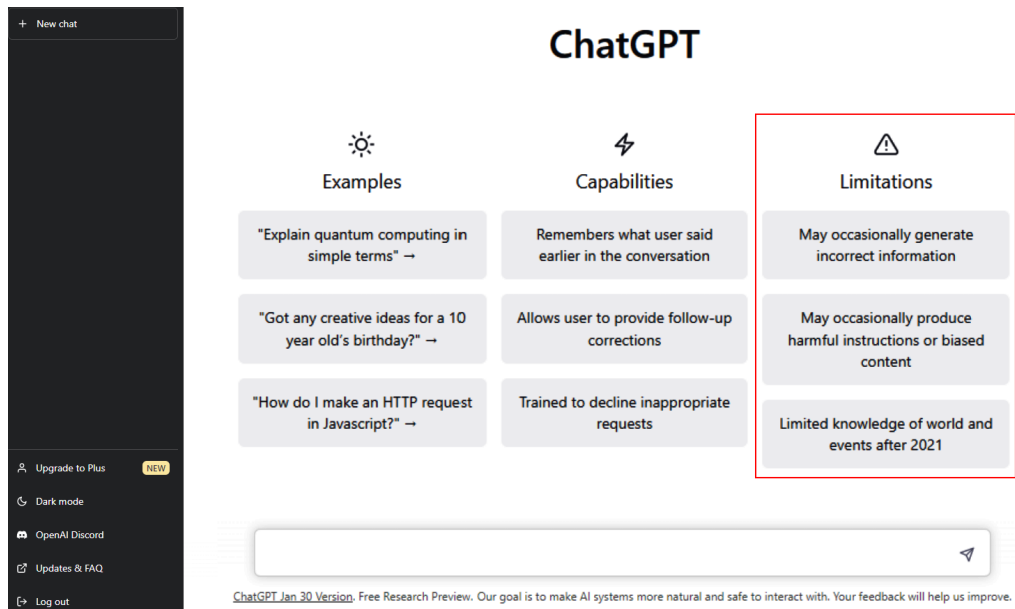 New chat
Upgrade to Plus
NEW
Dark mode
OpenAI Discord
Updates & FAQ
Log out
ChatGPT
Examples
"Explain quantum computing in
simple terms" →
"Got any creative ideas for a 10
year old's birthday?" →
"How do I make an HTTP request
in Javascript?" →
Capabilities
Remembers what user said
earlier in the conversation
Allows user to provide follow-up
corrections
Trained to decline inappropriate
requests
Limitations
May occasionally generate
incorrect information
May occasionally produce
harmful instructions or biased
content
Limited knowledge of world and
events after 2021
ChatGPT Jan 30 Version. Free Research Preview. Our goal is to make AI systems more natural and safe to interact with. Your feedback will help us improve.